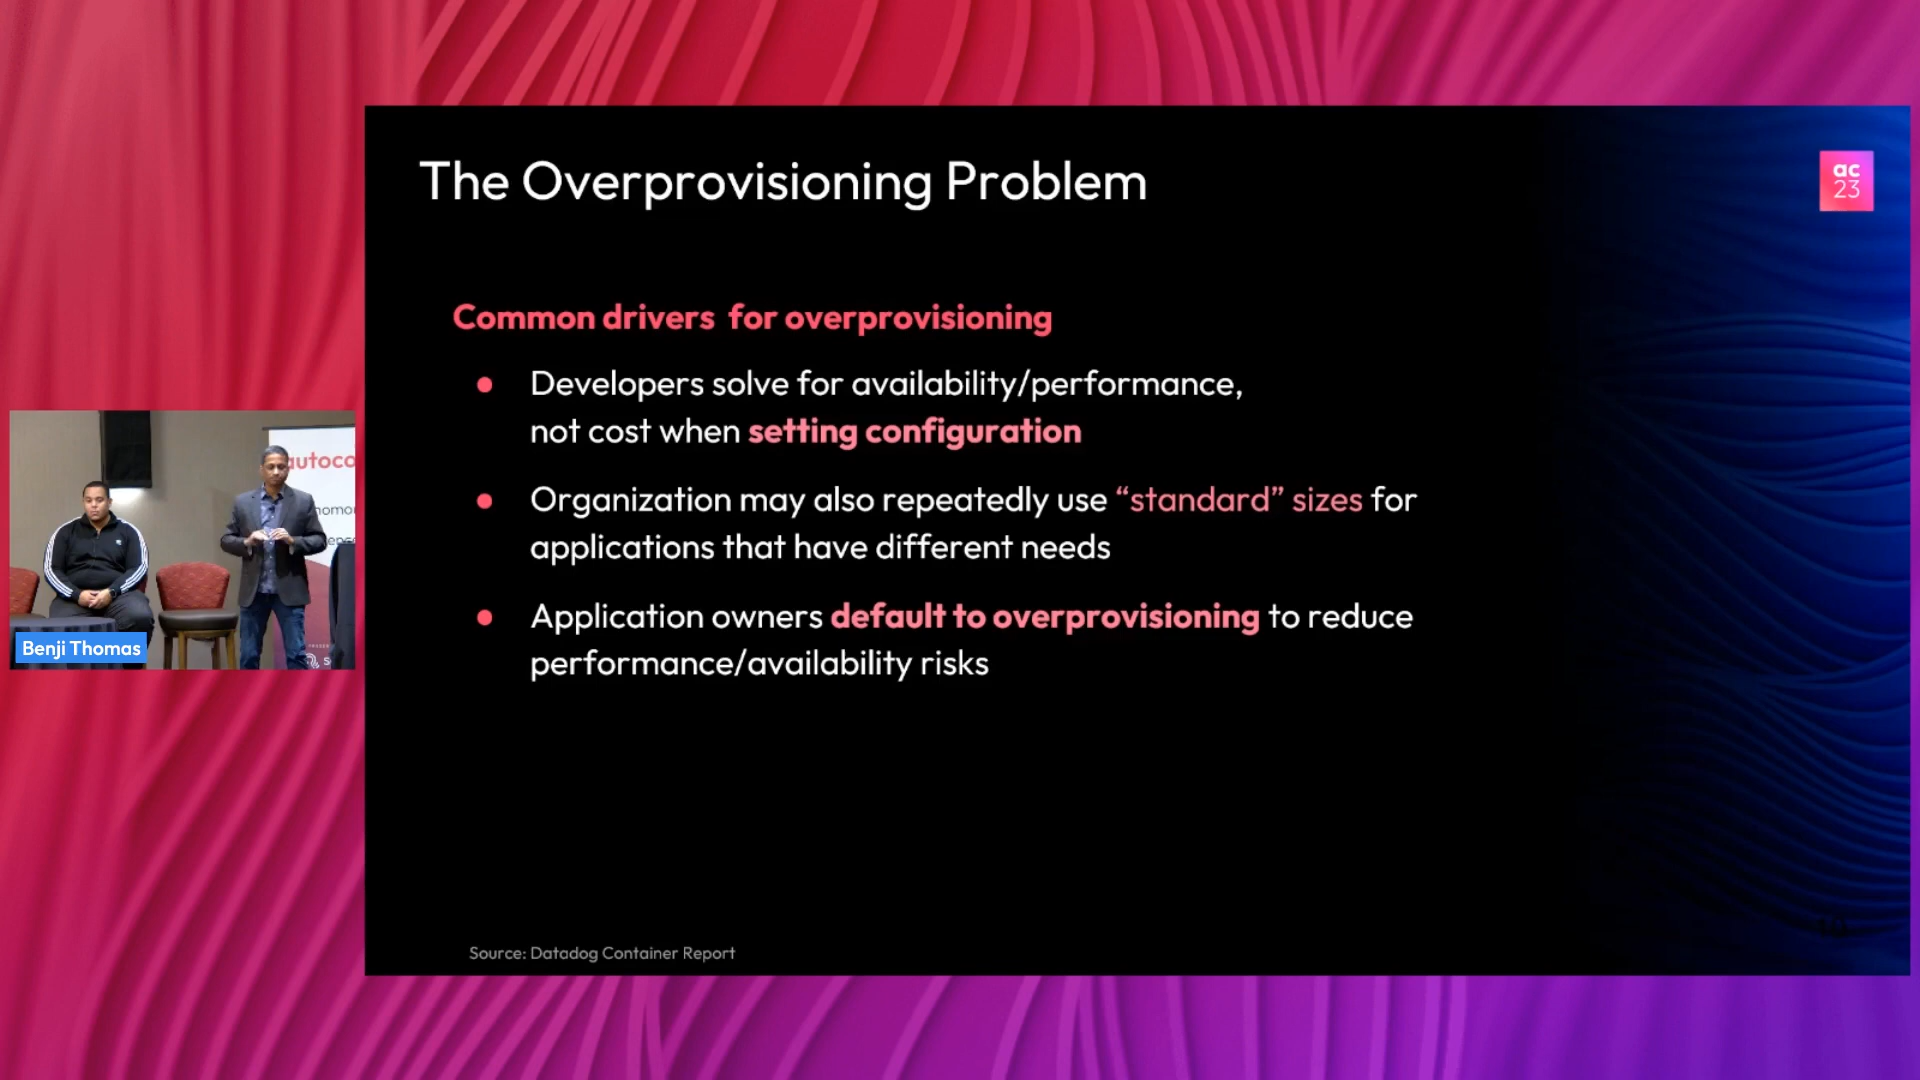 The Overprovisioning Problem
ac
23
Common drivers for overprovisioning
Developers solve for availability/performance,
not cost when setting configuration
Organization may also repeatedly use “standard” sizes for
applications that have different needs
Application owners default to overprovisioning to reduce
performance/availability risks
Source: Datadog Container Report
autoco
Benji Thomas